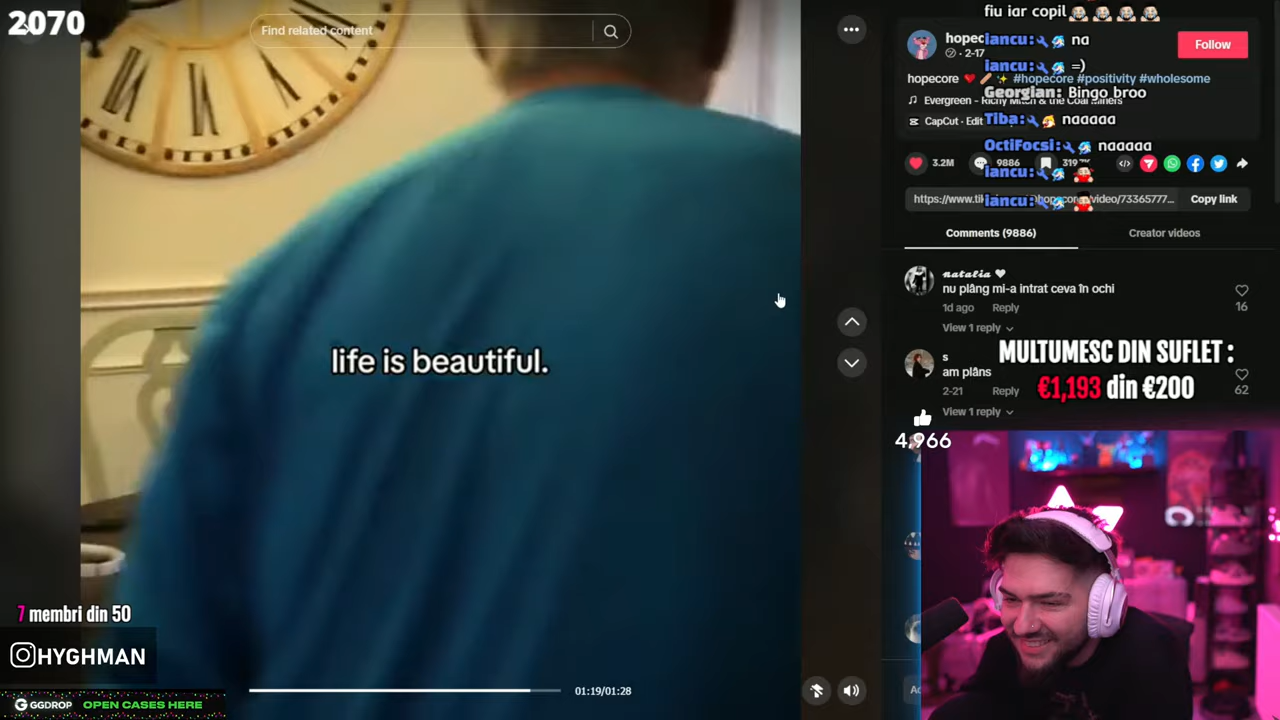 2070
Find related content
life is beautiful.
01:19/01:28
7 membri din 50
HYGHMAN
GGDROP OPEN CASES HERE
fiu iar copil
hopec
2-17
Follow
iancu: na
iancu: =)
hopecore #hopecore #positivity #wholesome
Georgian: Bingo broo
Evergreen - Richy Mitch & the Coal Miners
Tiba: naaaaa
CapCut · Edit
OctiFocsi: naaaaa
3.2M
9886
iancu:
https://www.tik
video/73365777...
Copy link
iancu:
Comments (9886)
Creator videos
natalia
nu plâng mi-a intrat ceva în ochi
16
1d ago Reply
View 1 reply
MULTUMESC DIN SUFLET :
€1,193 din €200
s
am plâns
62
2-21 Reply
View 1 reply
4,966